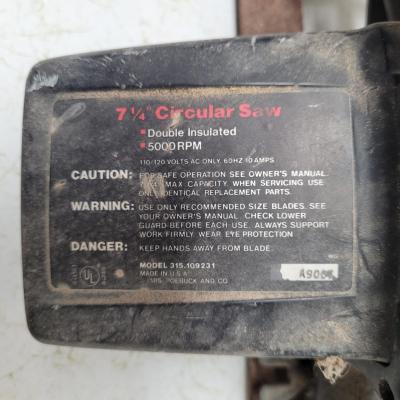 7 1/4" Circular Saw
Double Insulated
5000 RPM
110/120 VOLTS AC ONLY 60HZ 10 AMPS
CAUTION: FOR SAFE OPERATION SEE OWNER'S MANUAL.
MAX CAPACITY. WHEN SERVICING USE
ONLY IDENTICAL REPLACEMENT PARTS.
WARNING: USE ONLY RECOMMENDED SIZE BLADES. SEE
YOUR OWNER'S MANUAL. CHECK LOWER
GUARD BEFORE EACH USE. ALWAYS SUPPORT
WORK FIRMLY. WEAR EYE PROTECTION
DANGER: KEEP HANDS AWAY FROM BLADE.
MODEL 315.109231
MADE IN U.S.A.
ROEBUCK AND CO.
UL